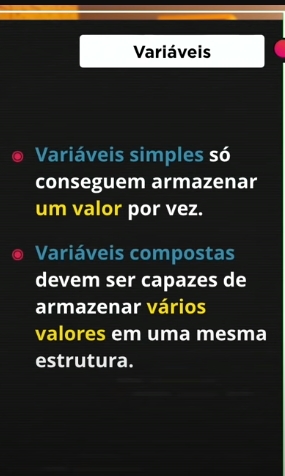 Variáveis
Variáveis simples só
conseguem armazenar
um valor por vez.
Variáveis compostas
devem ser capazes de
armazenar vários
valores em uma mesma
estrutura.